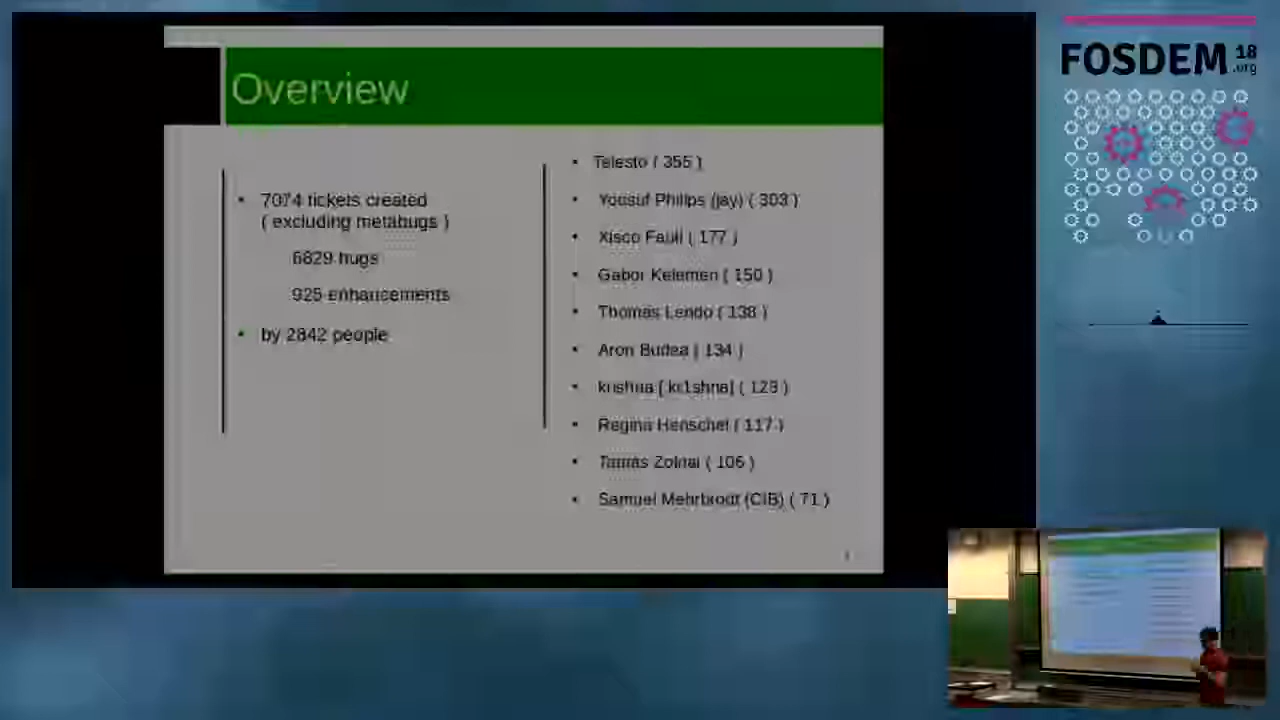 Overview
• 7074 tickets created
( excluding metabugs )
6829 bugs
925 enhancements
• by 2842 people
• Telesto ( 355 )
• Yousuf Philips (jay) ( 303 )
• Xisco Fauli ( 177 )
• Gabor Kelemen ( 150 )
• Thomas Lendo ( 138 )
• Aron Budea ( 134 )
• krishna [ kr1shna] ( 123 )
• Regina Henschel ( 117 )
• Tamás Zolnai ( 106 )
• Samuel Mehrbrodt (CIB) ( 71 )
FOSDEM 18
.org